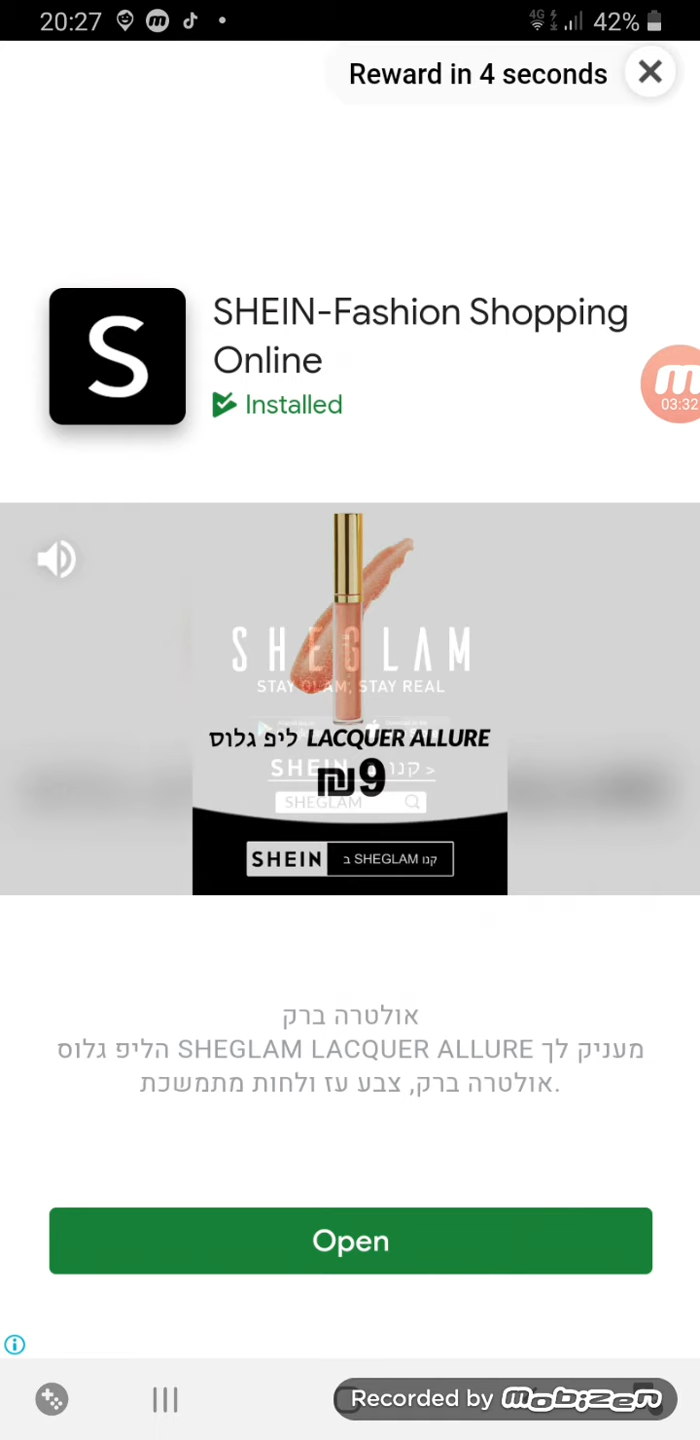 20:27
4G
42%
Reward in 4 seconds
S
SHEIN-Fashion Shopping
Online
Installed
03:32
SHEGLAM
STAY GLAM, STAY REAL
ליפ גלוס LACQUER ALLURE
SHEIN קנו ב >
₪9
SHEGLAM
SHEIN קנו SHEGLAM ב
אולטרה ברק
הליפ גלוס SHEGLAM LACQUER ALLURE מעניק לך
אולטרה ברק, צבע עז ולחות מתמשכת.
Open
Recorded by mobizen